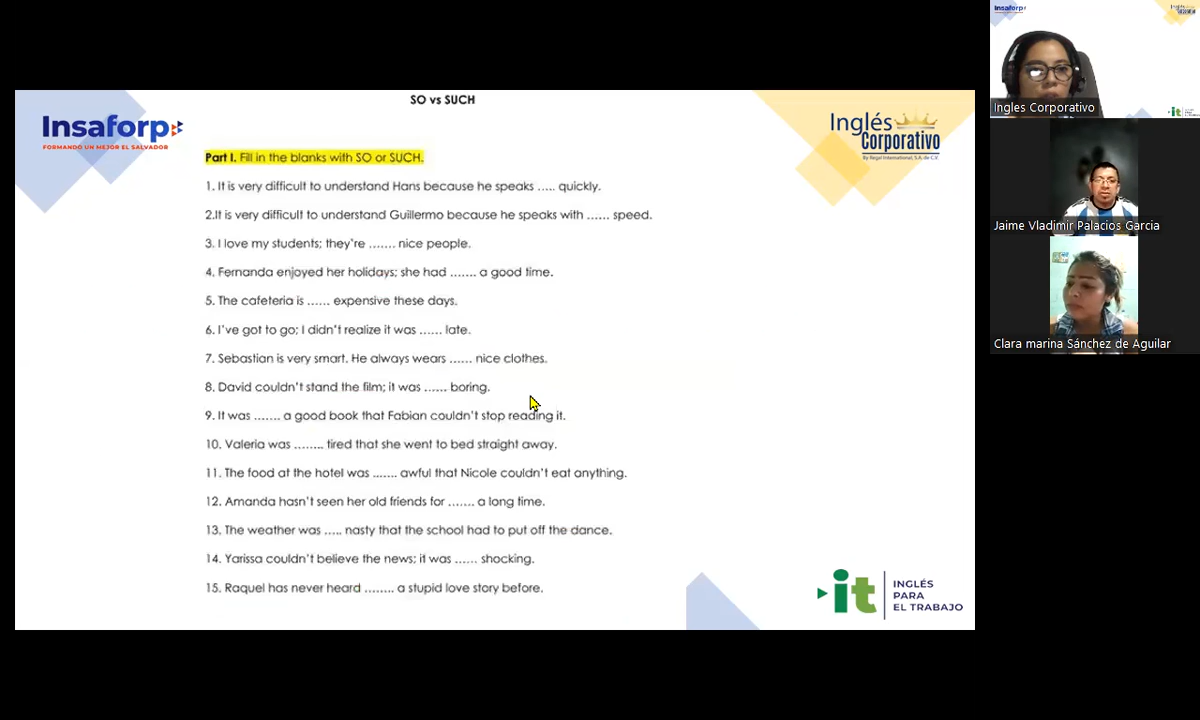 SO vs SUCH
Insaforp
FORMANDO UN MEJOR EL SALVADOR
Inglés
Corporativo
By Regal International, S.A. de C.V.
Part I. Fill in the blanks with SO or SUCH.
1. It is very difficult to understand Hans because he speaks ..... quickly.
2.It is very difficult to understand Guillermo because he speaks with ...... speed.
3. I love my students; they're ....... nice people.
4. Fernanda enjoyed her holidays; she had ....... a good time.
5. The cafeteria is ...... expensive these days.
6. I've got to go; I didn't realize it was ...... late.
7. Sebastian is very smart. He always wears ...... nice clothes.
8. David couldn't stand the film; it was ...... boring.
9. It was ....... a good book that Fabian couldn't stop reading it.
10. Valeria was ........ tired that she went to bed straight away.
11. The food at the hotel was ....... awful that Nicole couldn't eat anything.
12. Amanda hasn't seen her old friends for ....... a long time.
13. The weather was ..... nasty that the school had to put off the dance.
14. Yarissa couldn't believe the news; it was ...... shocking.
15. Raquel has never heard ........ a stupid love story before.
it
INGLÉS
PARA
EL TRABAJO
Insaforp
Ingles Corporativo
Jaime Vladimir Palacios Garcia
Clara marina Sánchez de Aguilar